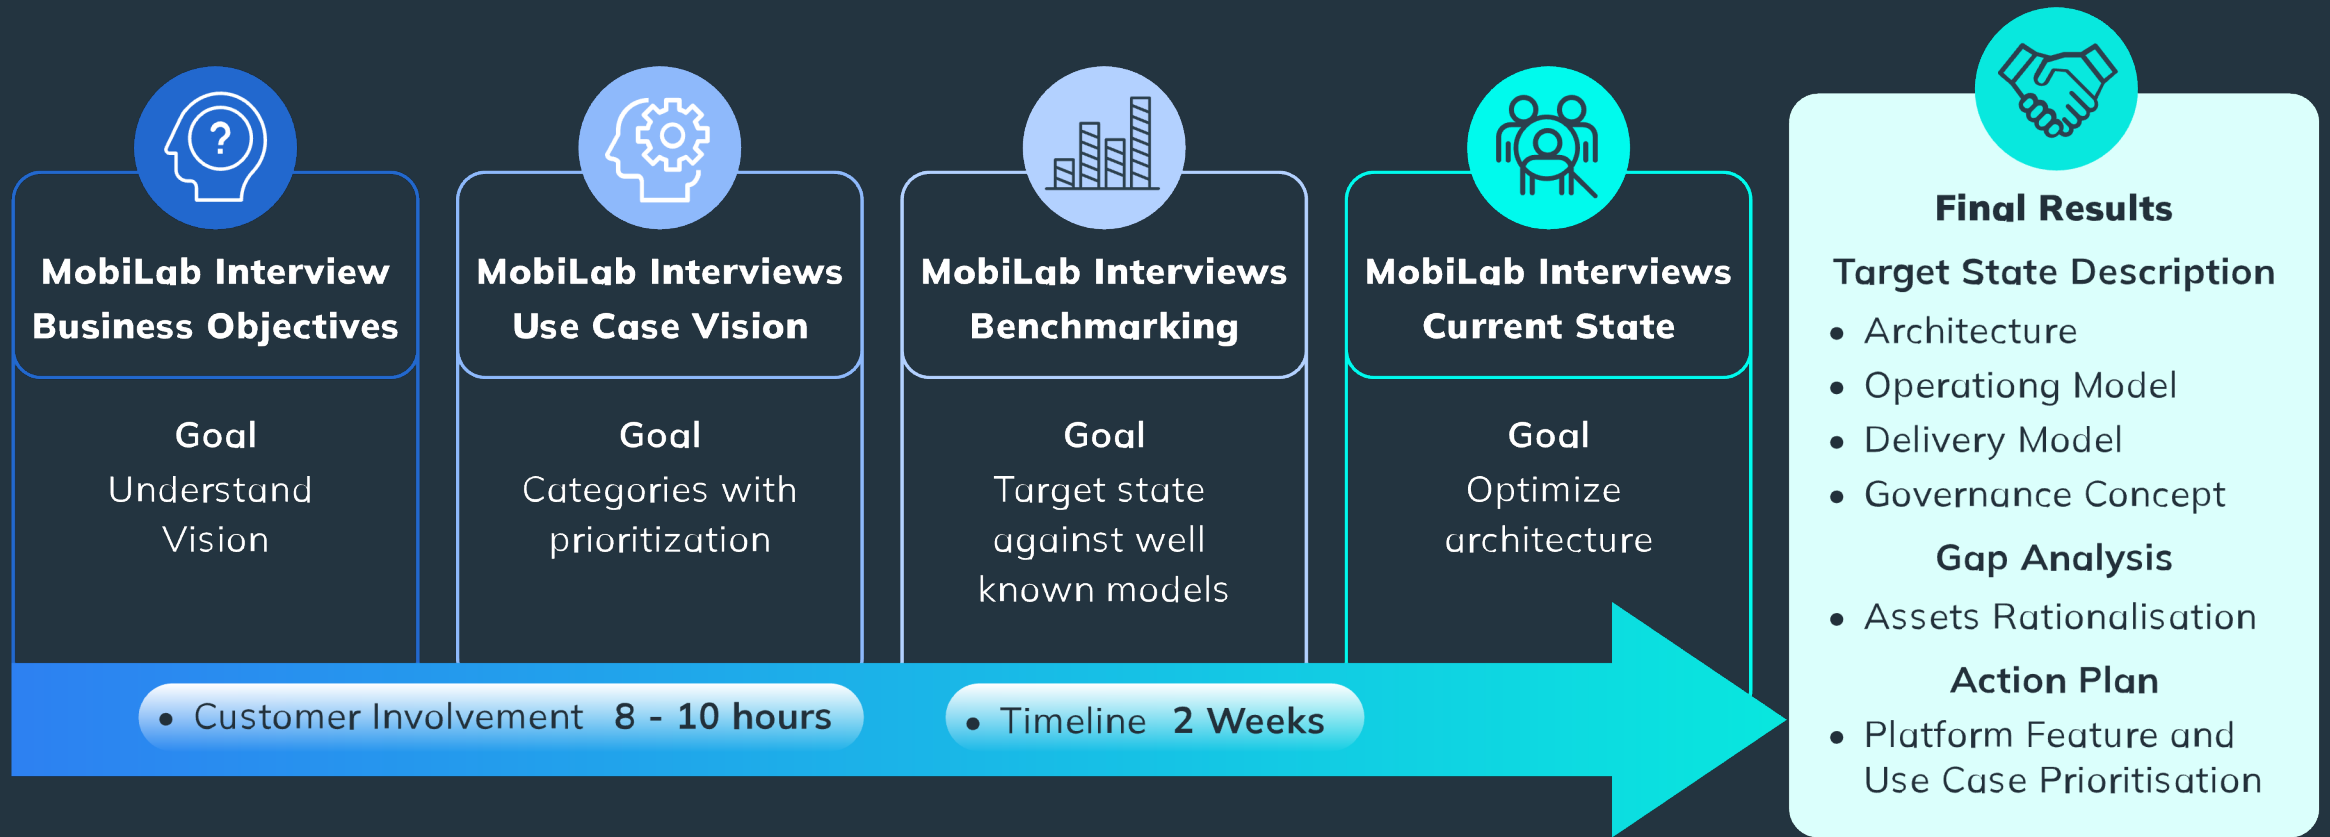 ?
MobiLab Interview
Business Objectives
Goal
Understand
Vision
MobiLab Interviews
Use Case Vision
Goal
Categories with
prioritization
MobiLab Interviews
Benchmarking
Goal
Target state
against well
known models
MobiLab Interviews
Current State
Goal
Optimize
architecture
• Customer Involvement 8 - 10 hours
• Timeline 2 Weeks
Final Results
Target State Description
• Architecture
• Operationg Model
• Delivery Model
• Governance Concept
Gap Analysis
• Assets Rationalisation
Action Plan
• Platform Feature and
Use Case Prioritisation